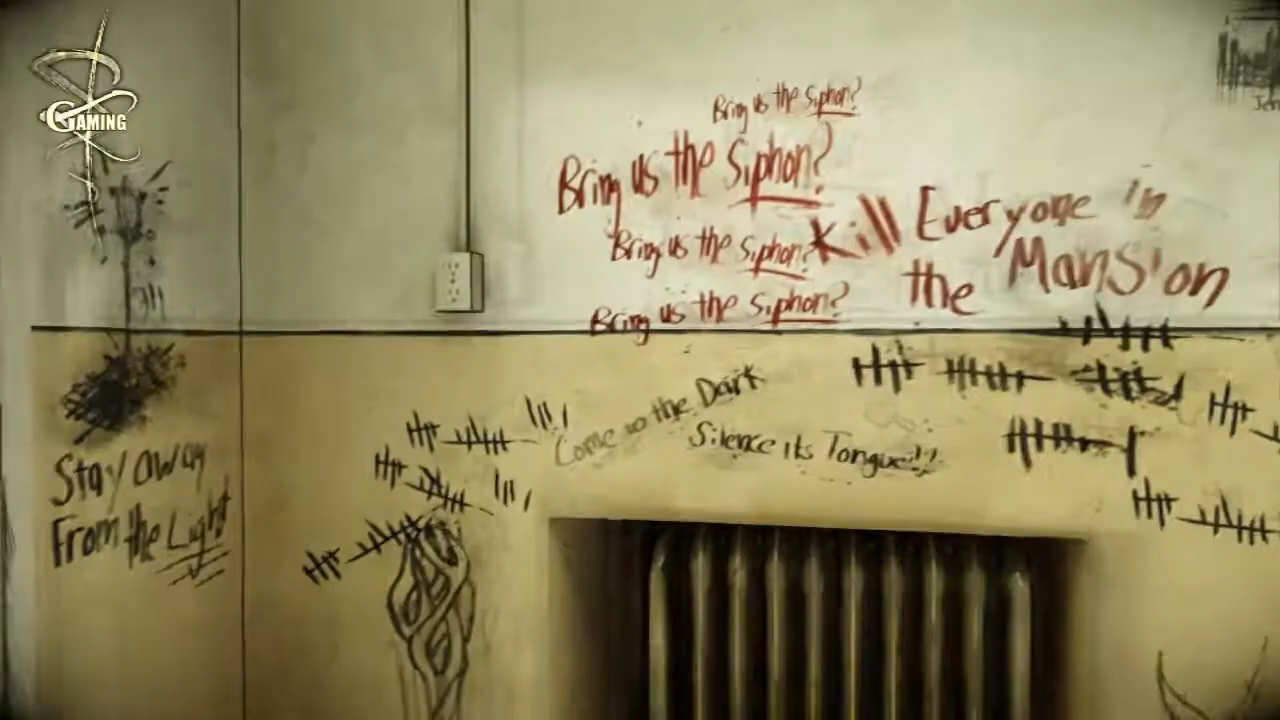 GAMING
Bring us the Siphon?
Bring us the Siphon?
Bring us the Siphon?
Bring us the Siphon?
Kill Everyone in
the Mansion
Come to the Dark
Silence its Tongue!!
Stay away
From the Light